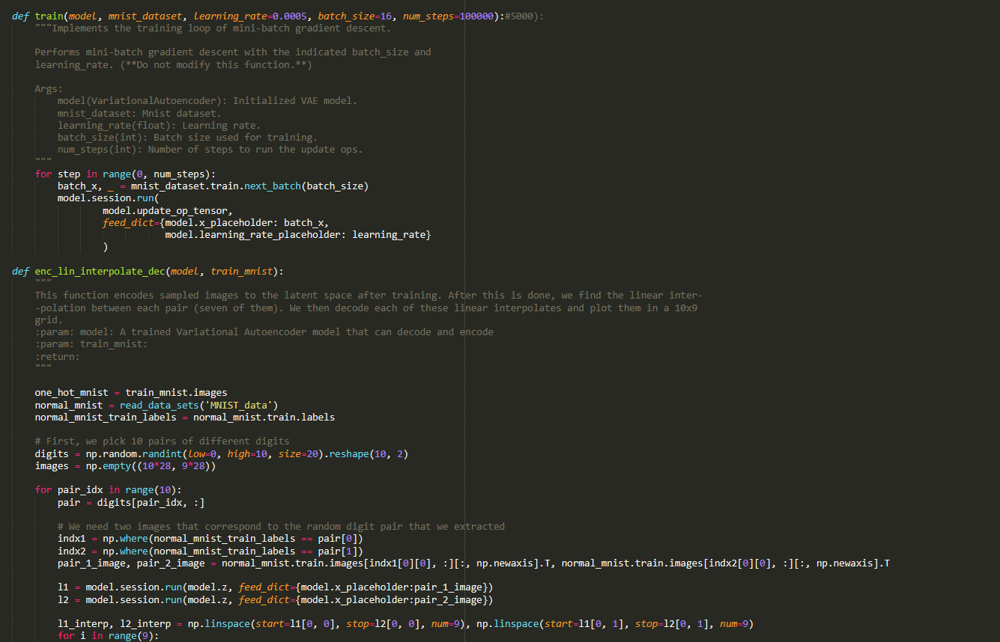 def train(model, mnist_dataset, learning_rate=0.0005, batch_size=16, num_steps=100000):#5000):
    """Implements the training loop of mini-batch gradient descent.

    Performs mini-batch gradient descent with the indicated batch_size and
    learning_rate. (**Do not modify this function.**)

    Args:
        model(VariationalAutoencoder): Initialized VAE model.
        mnist_dataset: Mnist dataset.
        learning_rate(float): Learning rate.
        batch_size(int): Batch size used for training.
        num_steps(int): Number of steps to run the update ops.
    """
    for step in range(0, num_steps):
        batch_x, _ = mnist_dataset.train.next_batch(batch_size)
        model.session.run(
                model.update_op_tensor,
                feed_dict={model.x_placeholder: batch_x,
                           model.learning_rate_placeholder: learning_rate}
                )

def enc_lin_interpolate_dec(model, train_mnist):
    """
    This function encodes sampled images to the latent space after training. After this is done, we find the linear inter-
    -polation between each pair (seven of them). We then decode each of these linear interpolates and plot them in a 10x9
    grid.
    :param: model: A trained Variational Autoencoder model that can decode and encode
    :param: train_mnist:
    :return:
    """

    one_hot_mnist = train_mnist.images
    normal_mnist = read_data_sets('MNIST_data')
    normal_mnist_train_labels = normal_mnist.train.labels

    # First, we pick 10 pairs of different digits
    digits = np.random.randint(low=0, high=10, size=20).reshape(10, 2)
    images = np.empty((10*28, 9*28))

    for pair_idx in range(10):
        pair = digits[pair_idx, :]

        # We need two images that correspond to the random digit pair that we extracted
        indx1 = np.where(normal_mnist_train_labels == pair[0])
        indx2 = np.where(normal_mnist_train_labels == pair[1])
        pair_1_image, pair_2_image = normal_mnist.train.images[indx1[0][0], :][:, np.newaxis].T, normal_mnist.train.images[indx2[0][0], :][:, np.newaxis].T

        l1 = model.session.run(model.z, feed_dict={model.x_placeholder:pair_1_image})
        l2 = model.session.run(model.z, feed_dict={model.x_placeholder:pair_2_image})

        l1_interp, l2_interp = np.linspace(start=l1[0, 0], stop=l2[0, 0], num=9), np.linspace(start=l1[0, 1], stop=l2[0, 1], num=9)
        for i in range(9):